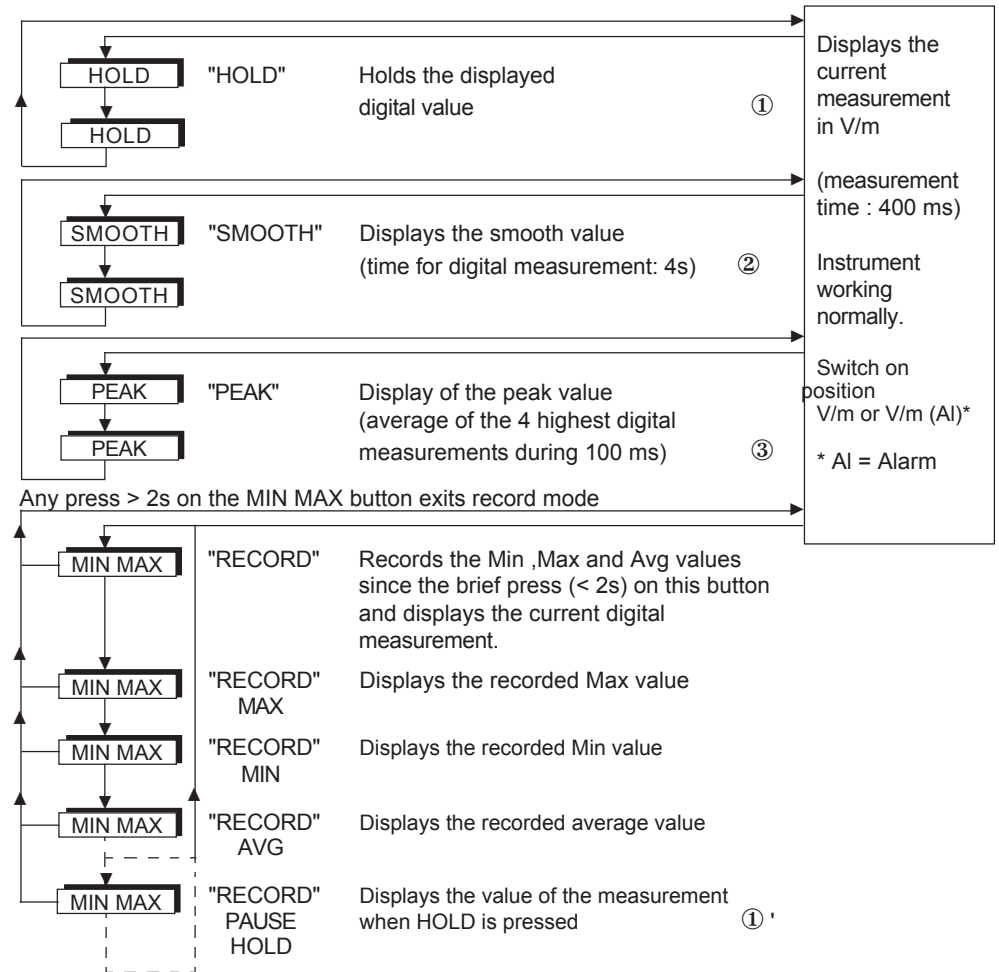 HOLD
"HOLD"
Holds the displayed
digital value
①
HOLD
SMOOTH
"SMOOTH"
Displays the smooth value
(time for digital measurement: 4s)
②
SMOOTH
PEAK
"PEAK"
Display of the peak value
(average of the 4 highest digital
measurements during 100 ms)
③
PEAK
Displays the
current
measurement
in V/m
(measurement
time : 400 ms)
Instrument
working
normally.
Switch on
position
V/m or V/m (Al)*
* Al = Alarm
Any press > 2s on the MIN MAX button exits record mode
MIN MAX
"RECORD"
Records the Min ,Max and Avg values
since the brief press (< 2s) on this button
and displays the current digital
measurement.
MIN MAX
"RECORD"
MAX
Displays the recorded Max value
MIN MAX
"RECORD"
MIN
Displays the recorded Min value
MIN MAX
"RECORD"
AVG
Displays the recorded average value
MIN MAX
"RECORD"
PAUSE
HOLD
Displays the value of the measurement
when HOLD is pressed
① '